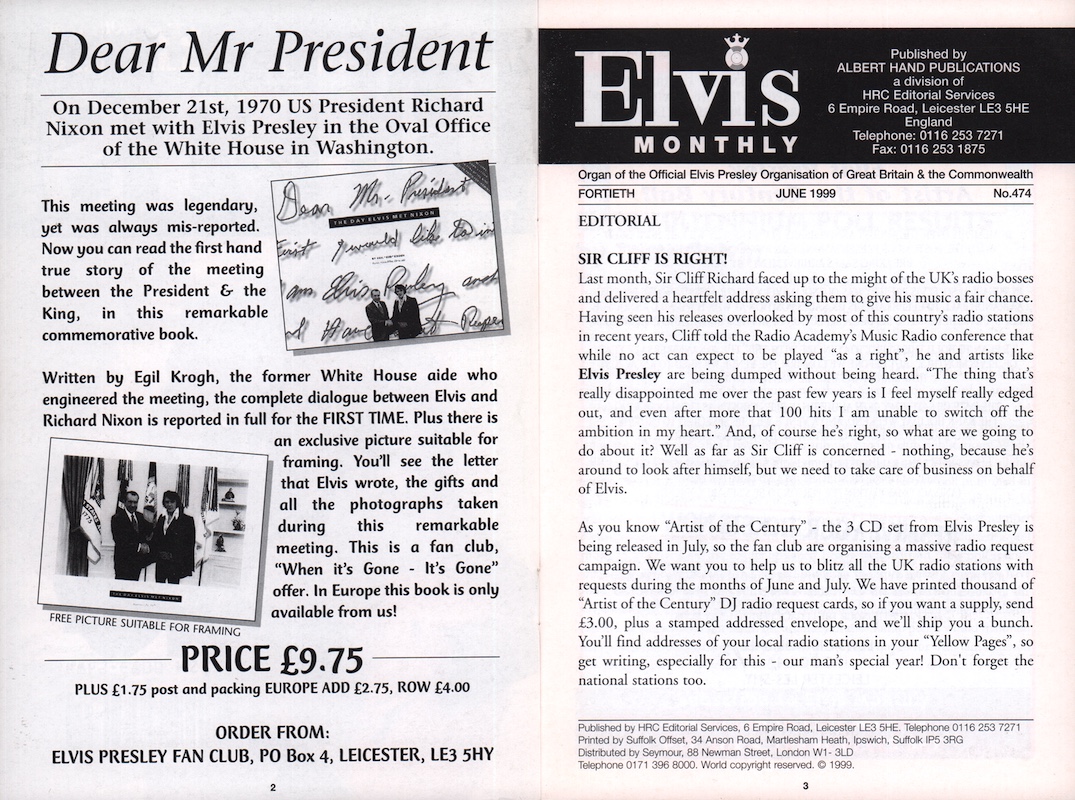 Dear Mr President
On December 21st, 1970 US President Richard
Nixon met with Elvis Presley in the Oval Office
of the White House in Washington.
This meeting was legendary,
yet was always mis-reported.
Now you can read the first hand
true story of the meeting
between the President & the
King, in this remarkable
commemorative book.
Dear Mr. President
THE DAY ELVIS MET NIXON
First I would like to
am Elvis Presley and
Written by Egil Krogh, the former White House aide who
engineered the meeting, the complete dialogue between Elvis and
Richard Nixon is reported in full for the FIRST TIME. Plus there is
an exclusive picture suitable for
framing. You'll see the letter
that Elvis wrote, the gifts and
all the photographs taken
during this remarkable
meeting. This is a fan club,
"When it's Gone - It's Gone"
offer. In Europe this book is only
available from us!
1775
THE DAY ELVIS MET NIXON
FREE PICTURE SUITABLE FOR FRAMING
PRICE £9.75
PLUS £1.75 post and packing EUROPE ADD £2.75, ROW £4.00
ORDER FROM:
ELVIS PRESLEY FAN CLUB, PO Box 4, LEICESTER, LE3 5HY
2
Elvis
MONTHLY
Published by
ALBERT HAND PUBLICATIONS
a division of
HRC Editorial Services
6 Empire Road, Leicester LE3 5HE
England
Telephone: 0116 253 7271
Fax: 0116 253 1875
Organ of the Official Elvis Presley Organisation of Great Britain & the Commonwealth
FORTIETH JUNE 1999 No.474
EDITORIAL
SIR CLIFF IS RIGHT!
Last month, Sir Cliff Richard faced up to the might of the UK's radio bosses
and delivered a heartfelt address asking them to give his music a fair chance.
Having seen his releases overlooked by most of this country's radio stations
in recent years, Cliff told the Radio Academy's Music Radio conference that
while no act can expect to be played "as a right", he and artists like
Elvis Presley are being dumped without being heard. "The thing that's
really disappointed me over the past few years is I feel myself really edged
out, and even after more that 100 hits I am unable to switch off the
ambition in my heart." And, of course he's right, so what are we going to
do about it? Well as far as Sir Cliff is concerned - nothing, because he's
around to look after himself, but we need to take care of business on behalf
of Elvis.
As you know "Artist of the Century" - the 3 CD set from Elvis Presley is
being released in July, so the fan club are organising a massive radio request
campaign. We want you to help us to blitz all the UK radio stations with
requests during the months of June and July. We have printed thousand of
"Artist of the Century" DJ radio request cards, so if you want a supply, send
£3.00, plus a stamped addressed envelope, and we'll ship you a bunch.
You'll find addresses of your local radio stations in your "Yellow Pages", so
get writing, especially for this - our man's special year! Don't forget the
national stations too.
Published by HRC Editorial Services, 6 Empire Road, Leicester LE3 5HE. Telephone 0116 253 7271
Printed by Suffolk Offset, 34 Anson Road, Martlesham Heath, Ipswich, Suffolk IP5 3RG
Distributed by Seymour, 88 Newman Street, London W1- 3LD
Telephone 0171 396 8000. World copyright reserved. © 1999.
3